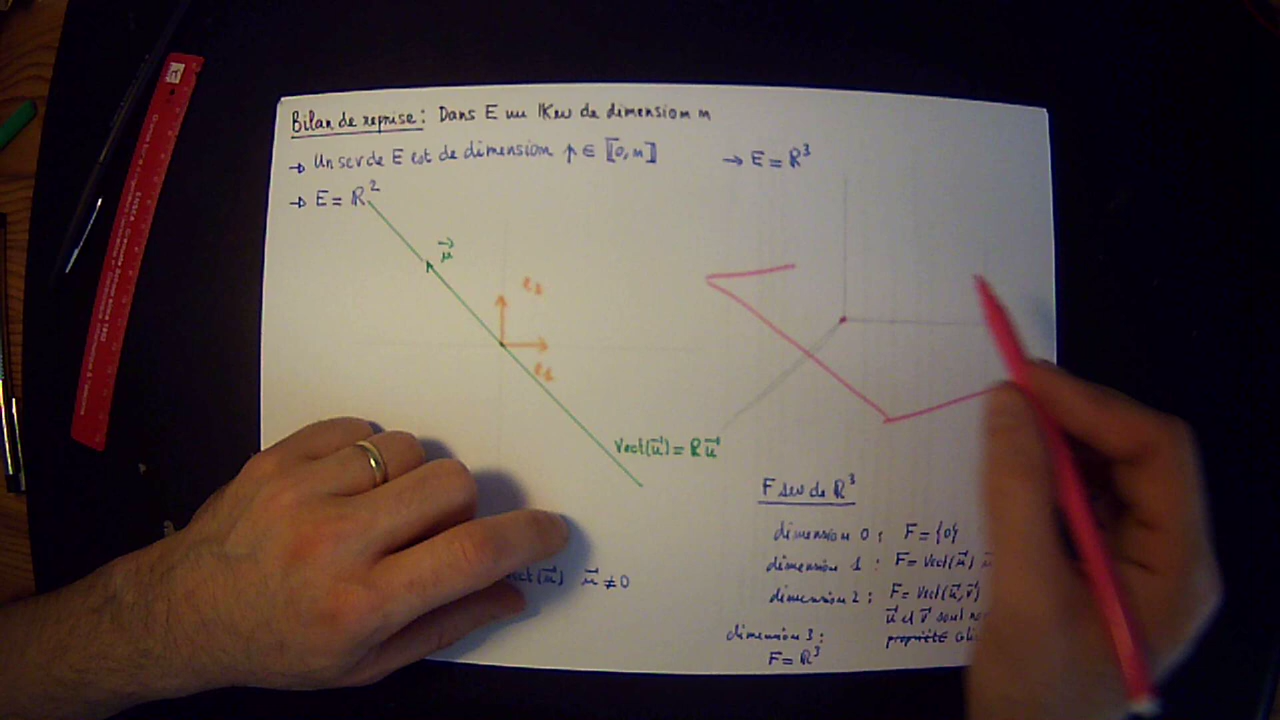 Bilan de reprise : Dans E un IKev de dimension n
→ Un sev de E est de dimension p ∈ ⟦0,n⟧
→ E = ℝ²
u⃗
e₂
e₁
Vect(u⃗) = ℝu⃗
ect(u⃗) u⃗ ≠ 0
→ E = ℝ³
F sev de ℝ³
dimension 0 : F = {0}
dimension 1 : F = Vect(u⃗)
dimension 2 : F = Vect(u⃗,v⃗)
u⃗ et v⃗ sont
dimension 3 :
F = ℝ³